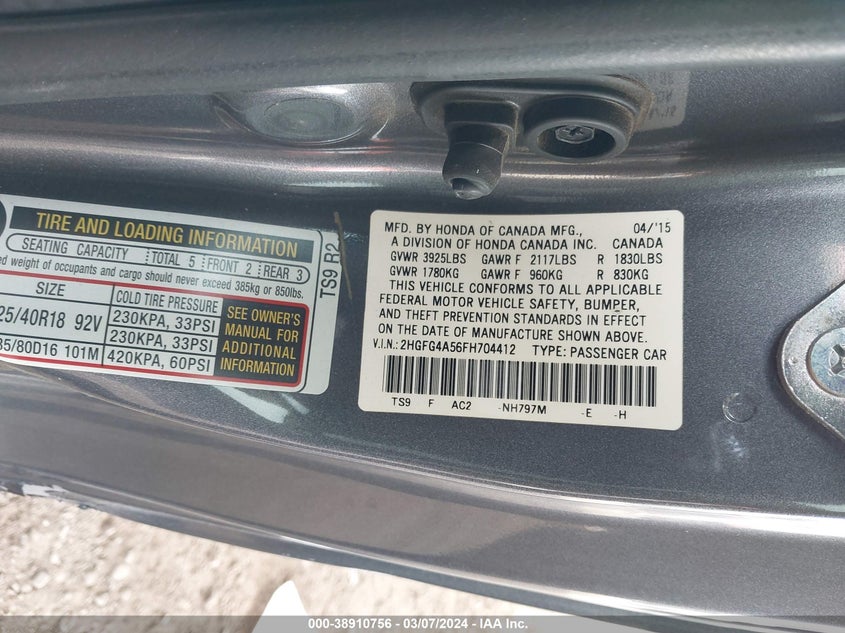 TIRE AND LOADING INFORMATION
SEATING CAPACITY TOTAL 5 FRONT 2 REAR 3
ed weight of occupants and cargo should never exceed 385kg or 850lbs.
SIZE COLD TIRE PRESSURE
25/40R18 92V 230KPA, 33PSI
230KPA, 33PSI
35/80D16 101M 420KPA, 60PSI
SEE OWNER'S
MANUAL FOR
ADDITIONAL
INFORMATION
TS9 R2
MFD. BY HONDA OF CANADA MFG., 04/'15
A DIVISION OF HONDA CANADA INC. CANADA
GVWR 3925LBS GAWR F 2117LBS R 1830LBS
GVWR 1780KG GAWR F 960KG R 830KG
THIS VEHICLE CONFORMS TO ALL APPLICABLE
FEDERAL MOTOR VEHICLE SAFETY, BUMPER,
AND THEFT PREVENTION STANDARDS IN EFFECT
ON THE DATE OF MANUFACTURE SHOWN ABOVE.
V.I.N.: 2HGFG4A56FH704412 TYPE: PASSENGER CAR
TS9 F AC2 -NH797M -E -H
000-38910756 - 03/07/2024 - IAA Inc.